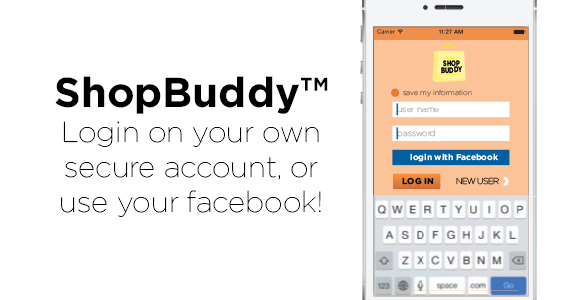 ShopBuddy™
Login on your own
secure account, or
use your facebook!
Carrier 11:27 AM
SHOP
BUDDY
save my information
user name
password
login with Facebook
LOG IN NEW USER
Q W E R T Y U I O P
A S D F G H J K L
Z X C V B N M
123 space .com Go